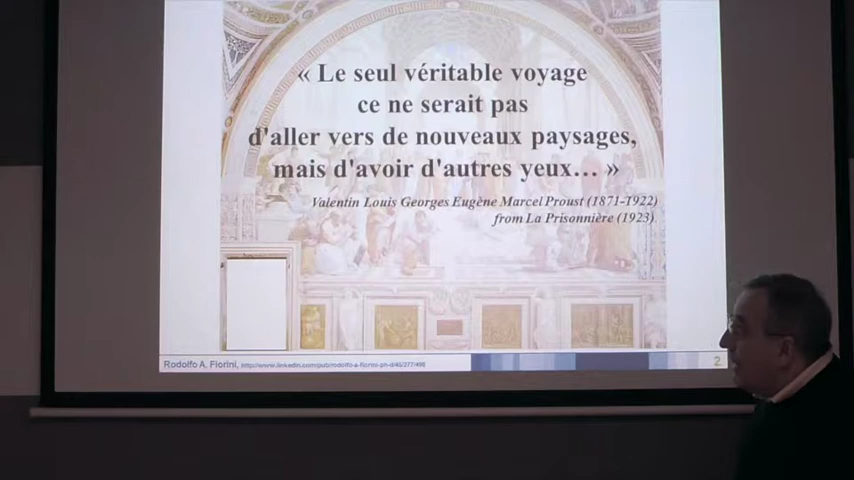 « Le seul véritable voyage
ce ne serait pas
d'aller vers de nouveaux paysages,
mais d'avoir d'autres yeux… »
Valentin Louis Georges Eugène Marcel Proust (1871-1922)
from La Prisonnière (1923)
Rodolfo A. Fiorini,
2